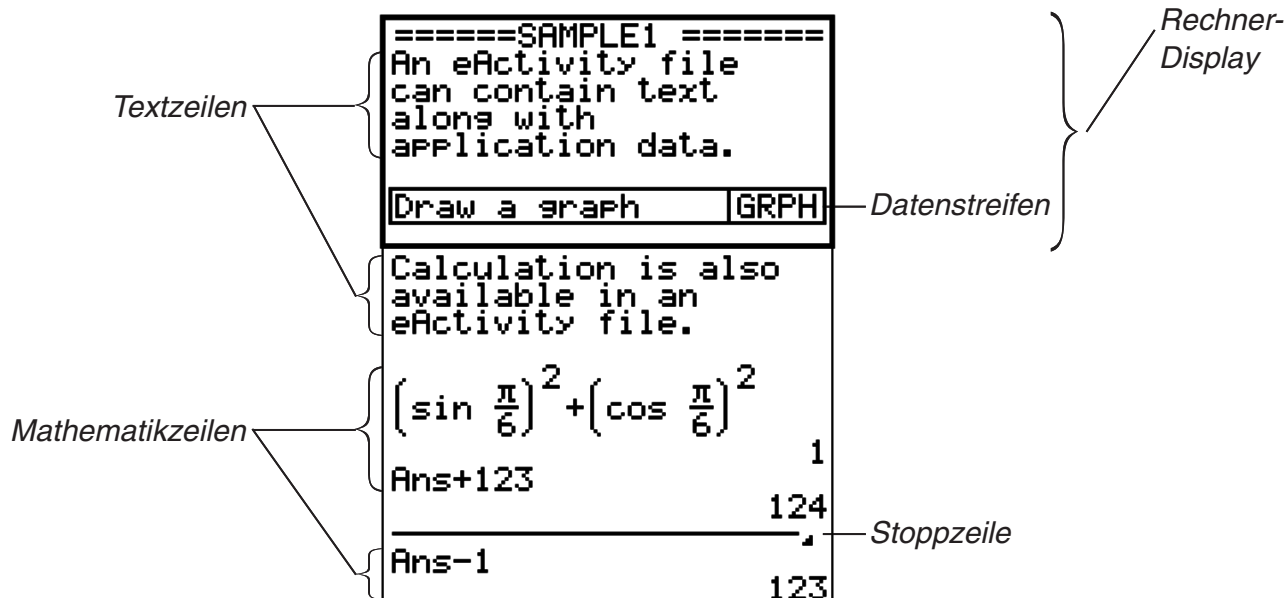 ======SAMPLE1 =======
Rechner-
Display
An eActivity file
can contain text
along with
application data.
Textzeilen
Draw a graph GRPH
Datenstreifen
Calculation is also
available in an
eActivity file.
(sin π/6)²+(cos π/6)²
1
Mathematikzeilen
Ans+123
124
Stoppzeile
Ans−1
123